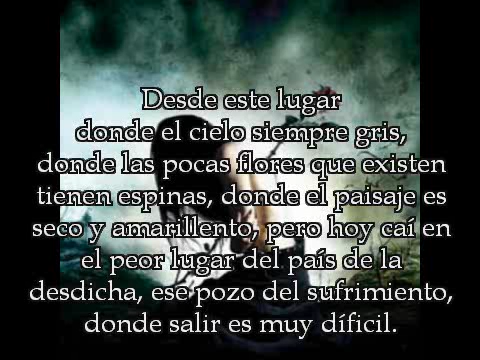 Desde este lugar
donde el cielo siempre gris,
donde las pocas flores que existen
tienen espinas, donde el paisaje es
seco y amarillento, pero hoy caí en
el peor lugar del país de la
desdicha, ese pozo del sufrimiento,
donde salir es muy díficil.